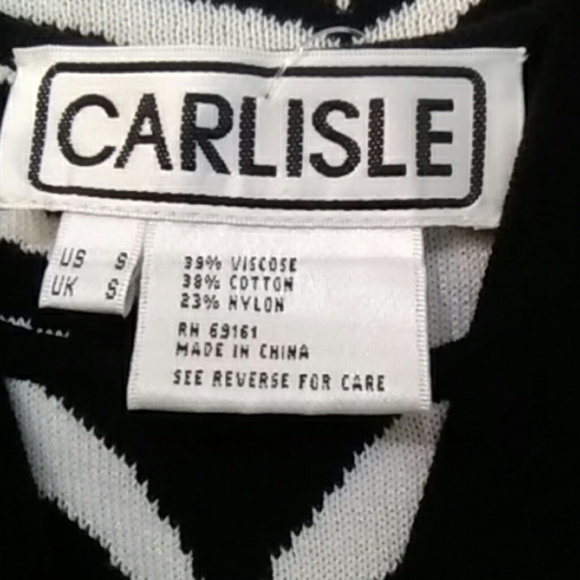 CARLISLE
US S
UK S
39% VISCOSE
38% COTTON
23% NYLON
RN 69161
MADE IN CHINA
SEE REVERSE FOR CARE